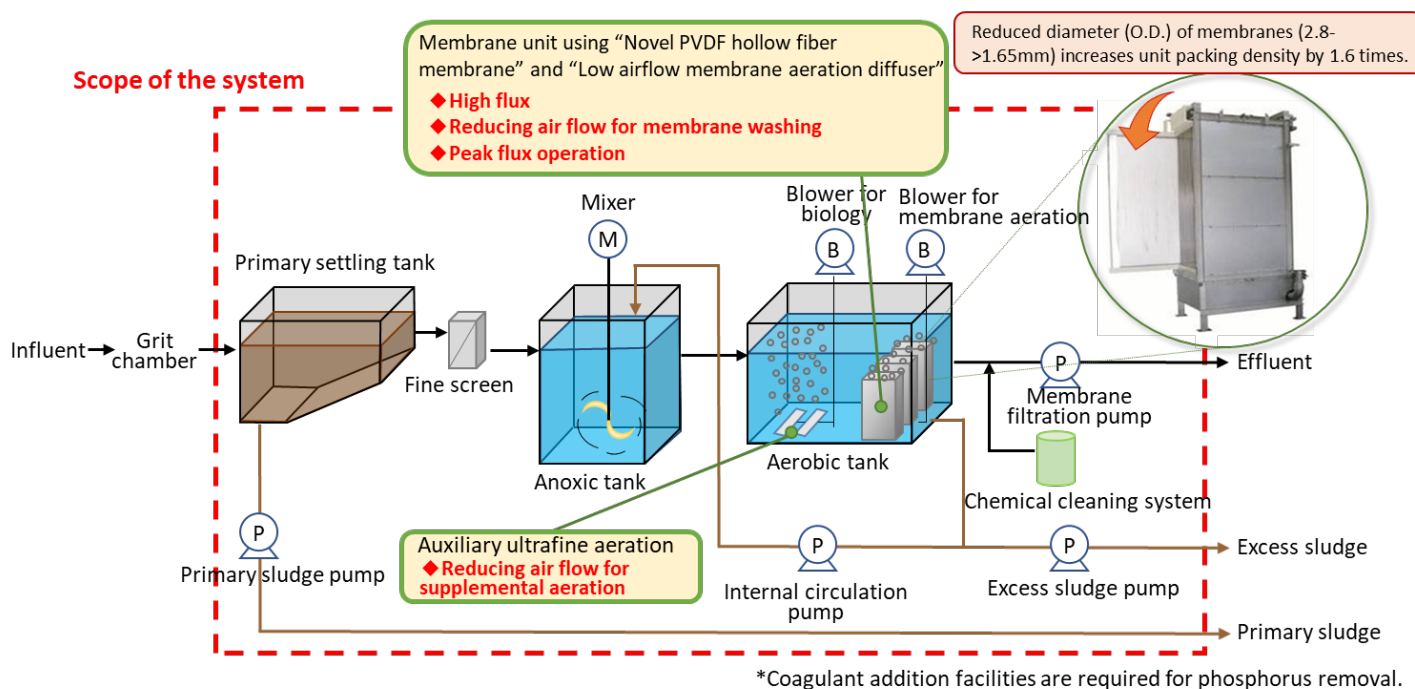 Reduced diameter (O.D.) of membranes (2.8-
>1.65mm) increases unit packing density by 1.6 times.
Membrane unit using “Novel PVDF hollow fiber
membrane” and “Low airflow membrane aeration diffuser”
◆High flux
◆Reducing air flow for membrane washing
◆Peak flux operation
Scope of the system
Mixer
M
Blower for
biology
B
Blower for
membrane aeration
B
Primary settling tank
Influent
Grit
chamber
Fine screen
Anoxic tank
Aerobic tank
P
Membrane
filtration pump
Effluent
Chemical cleaning system
P
Primary sludge pump
Auxiliary ultrafine aeration
◆Reducing air flow for
supplemental aeration
P
Internal circulation
pump
P
Excess sludge pump
Excess sludge
Primary sludge
*Coagulant addition facilities are required for phosphorus removal.